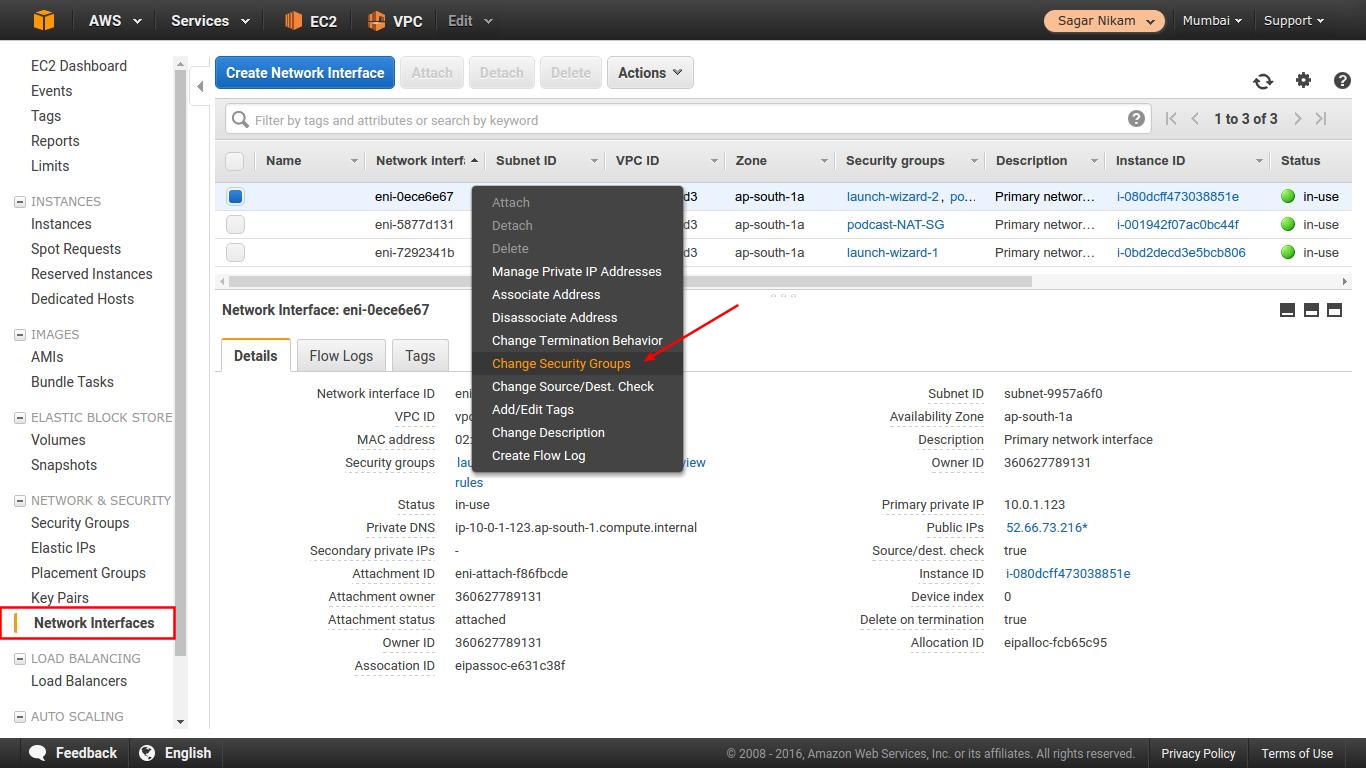 AWS Services EC2 VPC Edit Sagar Nikam Mumbai Support
EC2 Dashboard
Events
Tags
Reports
Limits
INSTANCES
Instances
Spot Requests
Reserved Instances
Dedicated Hosts
IMAGES
AMIs
Bundle Tasks
ELASTIC BLOCK STORE
Volumes
Snapshots
NETWORK & SECURITY
Security Groups
Elastic IPs
Placement Groups
Key Pairs
Network Interfaces
LOAD BALANCING
Load Balancers
AUTO SCALING
Create Network Interface Attach Detach Delete Actions
Filter by tags and attributes or search by keyword 1 to 3 of 3
Name Network interf Subnet ID VPC ID Zone Security groups Description Instance ID Status
eni-0ece6e67 d3 ap-south-1a launch-wizard-2, po... Primary networ... i-080dcff473038851e in-use
eni-5877d131 d3 ap-south-1a podcast-NAT-SG Primary networ... i-001942f07ac0bc44f in-use
eni-7292341b d3 ap-south-1a launch-wizard-1 Primary networ... i-0bd2decd3e5bcb806 in-use
Attach
Detach
Delete
Manage Private IP Addresses
Associate Address
Disassociate Address
Change Termination Behavior
Change Security Groups
Change Source/Dest. Check
Add/Edit Tags
Change Description
Create Flow Log
Network Interface: eni-0ece6e67
Details Flow Logs Tags
Network interface ID eni Subnet ID subnet-9957a6f0
VPC ID vpc Availability Zone ap-south-1a
MAC address 02: Description Primary network interface
Security groups lau view Owner ID 360627789131
rules
Status in-use Primary private IP 10.0.1.123
Private DNS ip-10-0-1-123.ap-south-1.compute.internal Public IPs 52.66.73.216*
Secondary private IPs - Source/dest. check true
Attachment ID eni-attach-f86fbcde Instance ID i-080dcff473038851e
Attachment owner 360627789131 Device index 0
Attachment status attached Delete on termination true
Owner ID 360627789131 Allocation ID eipalloc-fcb65c95
Assocation ID eipassoc-e631c38f
Feedback English © 2008 - 2016, Amazon Web Services, Inc. or its affiliates. All rights reserved. Privacy Policy Terms of Use